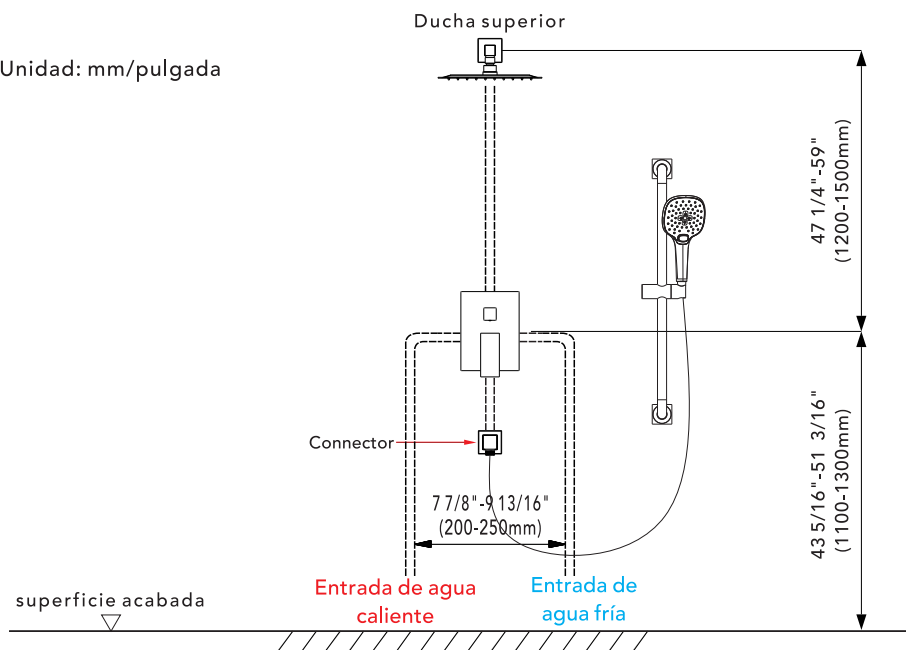 Ducha superior
Unidad: mm/pulgada
47 1/4"-59"
(1200-1500mm)
Connector
7 7/8"-9 13/16"
(200-250mm)
43 5/16"-51 3/16"
(1100-1300mm)
Entrada de agua
caliente
Entrada de
agua fría
superficie acabada